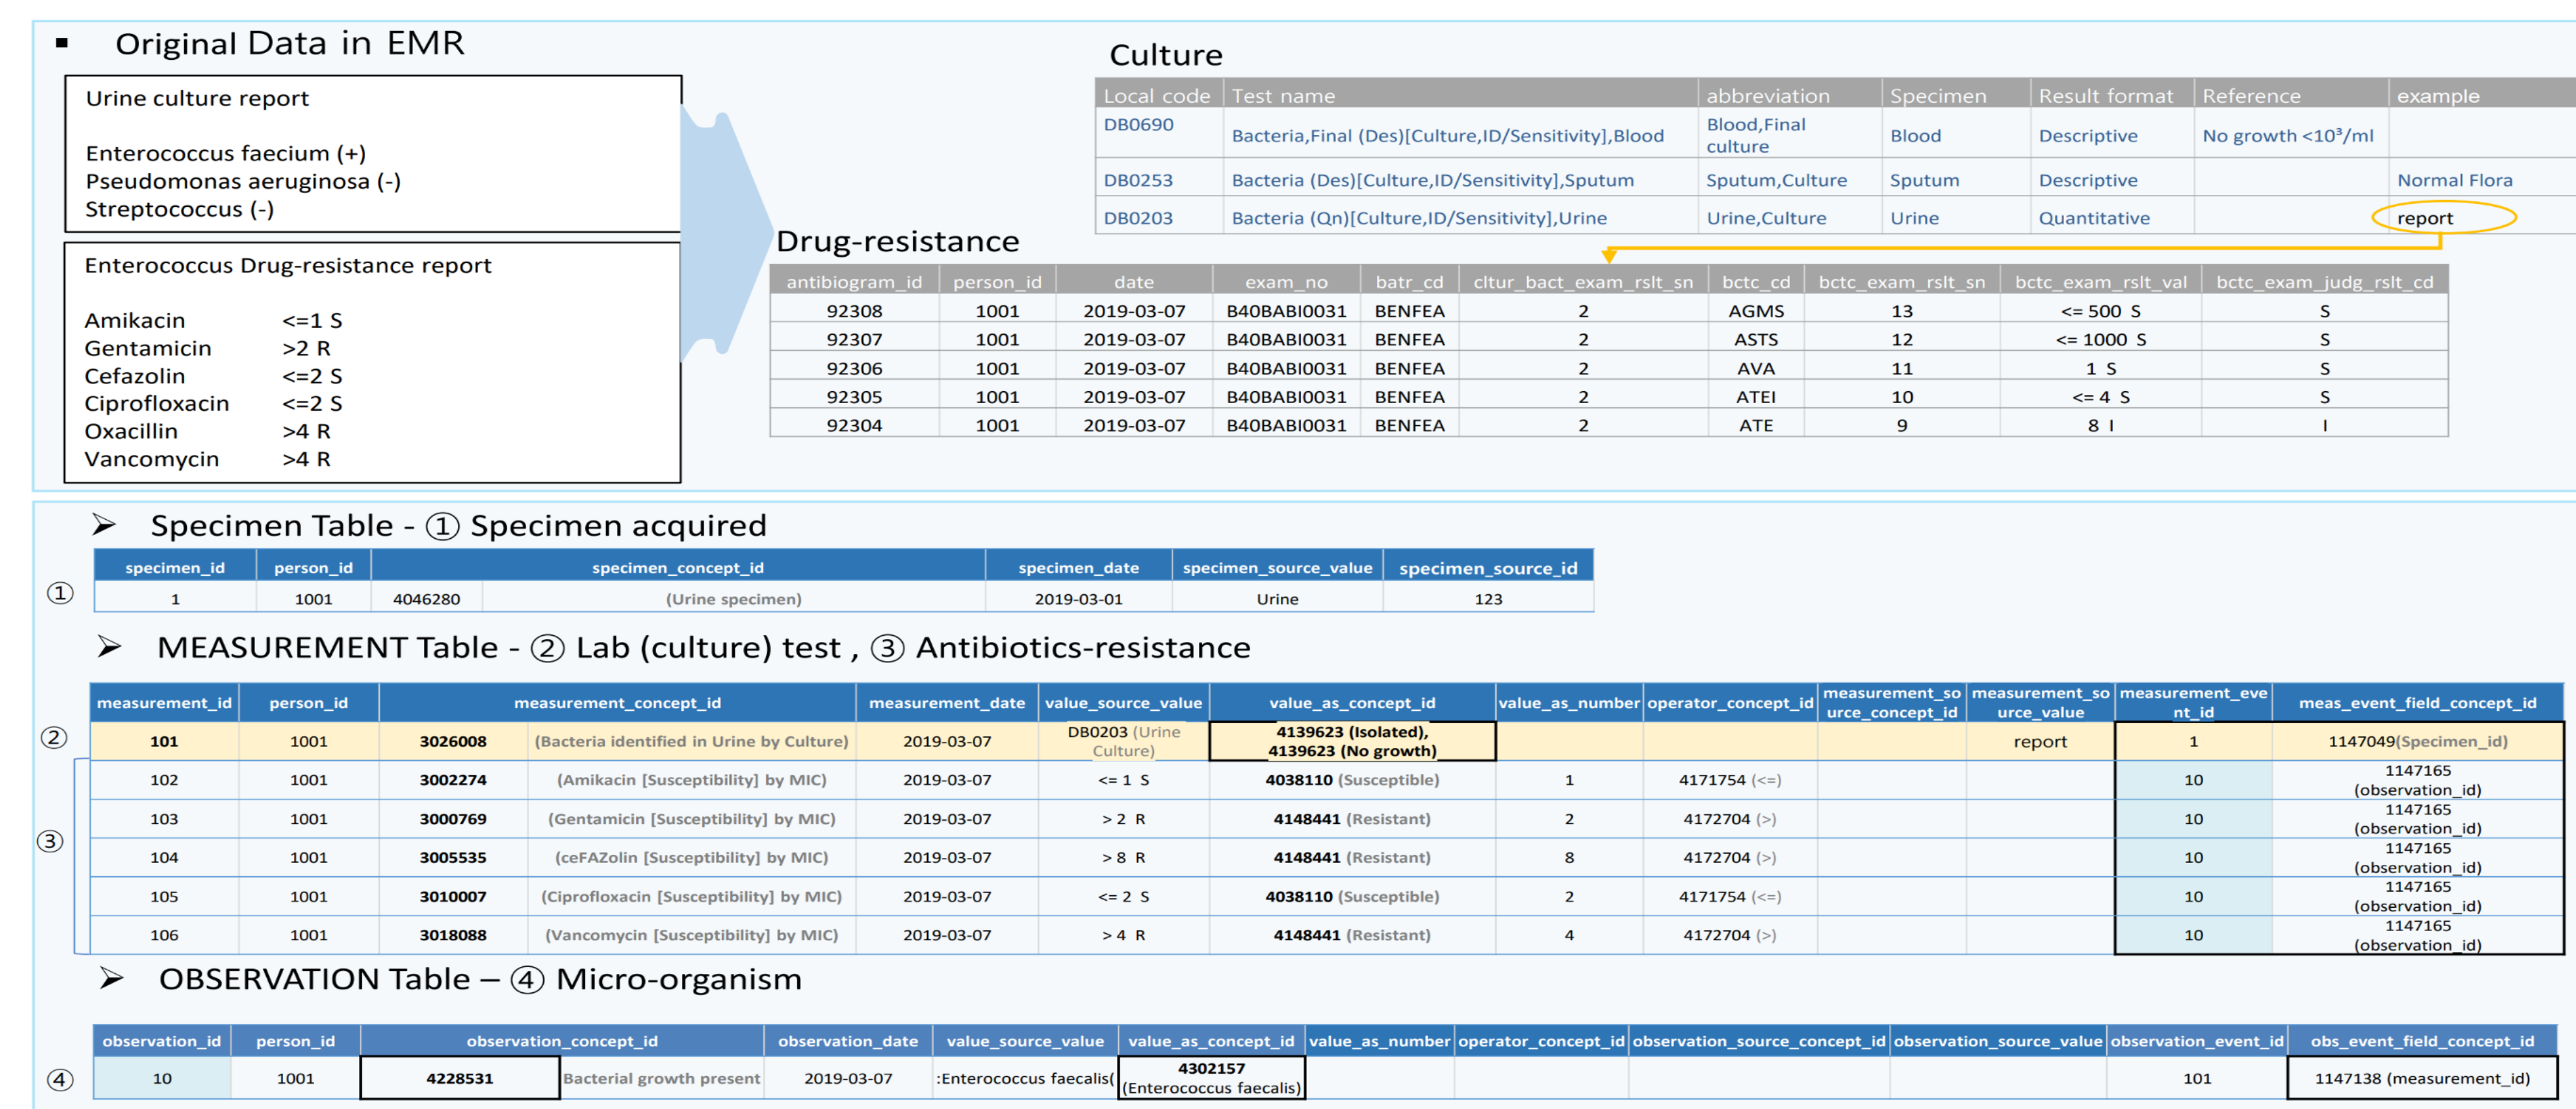 ▪ Original Data in EMR
Urine culture report
Enterococcus faecium (+)
Pseudomonas aeruginosa (-)
Streptococcus (-)
Enterococcus Drug-resistance report
Amikacin <=1 S
Gentamicin >2 R
Cefazolin <=2 S
Ciprofloxacin <=2 S
Oxacillin >4 R
Vancomycin >4 R
Culture
Local code Test name abbreviation Specimen Result format Reference example
DB0690 Bacteria,Final (Des)[Culture,ID/Sensitivity],Blood Blood,Final culture Blood Descriptive No growth <10³/ml
DB0253 Bacteria (Des)[Culture,ID/Sensitivity],Sputum Sputum,Culture Sputum Descriptive Normal Flora
DB0203 Bacteria (Qn)[Culture,ID/Sensitivity],Urine Urine,Culture Urine Quantitative report
Drug-resistance
antibiogram_id person_id date exam_no batr_cd cltur_bact_exam_rslt_sn bctc_cd bctc_exam_rslt_sn bctc_exam_rslt_val bctc_exam_judg_rslt_cd
92308 1001 2019-03-07 B40BABI0031 BENFEA 2 AGMS 13 <= 500 S S
92307 1001 2019-03-07 B40BABI0031 BENFEA 2 ASTS 12 <= 1000 S S
92306 1001 2019-03-07 B40BABI0031 BENFEA 2 AVA 11 1 S S
92305 1001 2019-03-07 B40BABI0031 BENFEA 2 ATEI 10 <= 4 S S
92304 1001 2019-03-07 B40BABI0031 BENFEA 2 ATE 9 8 I I
➢ Specimen Table - ① Specimen acquired
specimen_id person_id specimen_concept_id specimen_date specimen_source_value specimen_source_id
① 1 1001 4046280 (Urine specimen) 2019-03-01 Urine 123
➢ MEASUREMENT Table - ② Lab (culture) test , ③ Antibiotics-resistance
measurement_id person_id measurement_concept_id measurement_date value_source_value value_as_concept_id value_as_number operator_concept_id measurement_source_concept_id measurement_source_value measurement_event_id meas_event_field_concept_id
② 101 1001 3026008 (Bacteria identified in Urine by Culture) 2019-03-07 DB0203 (Urine Culture) 4139623 (Isolated), 4139623 (No growth) report 1 1147049(Specimen_id)
102 1001 3002274 (Amikacin [Susceptibility] by MIC) 2019-03-07 <= 1 S 4038110 (Susceptible) 1 4171754 (<=) 10 1147165 (observation_id)
③ 103 1001 3000769 (Gentamicin [Susceptibility] by MIC) 2019-03-07 > 2 R 4148441 (Resistant) 2 4172704 (>) 10 1147165 (observation_id)
104 1001 3005535 (ceFAZolin [Susceptibility] by MIC) 2019-03-07 > 8 R 4148441 (Resistant) 8 4172704 (>) 10 1147165 (observation_id)
105 1001 3010007 (Ciprofloxacin [Susceptibility] by MIC) 2019-03-07 <= 2 S 4038110 (Susceptible) 2 4171754 (<=) 10 1147165 (observation_id)
106 1001 3018088 (Vancomycin [Susceptibility] by MIC) 2019-03-07 > 4 R 4148441 (Resistant) 4 4172704 (>) 10 1147165 (observation_id)
➢ OBSERVATION Table – ④ Micro-organism
observation_id person_id observation_concept_id observation_date value_source_value value_as_concept_id value_as_number operator_concept_id observation_source_concept_id observation_source_value observation_event_id obs_event_field_concept_id
④ 10 1001 4228531 Bacterial growth present 2019-03-07 :Enterococcus faecalis( 4302157 (Enterococcus faecalis) 101 1147138 (measurement_id)